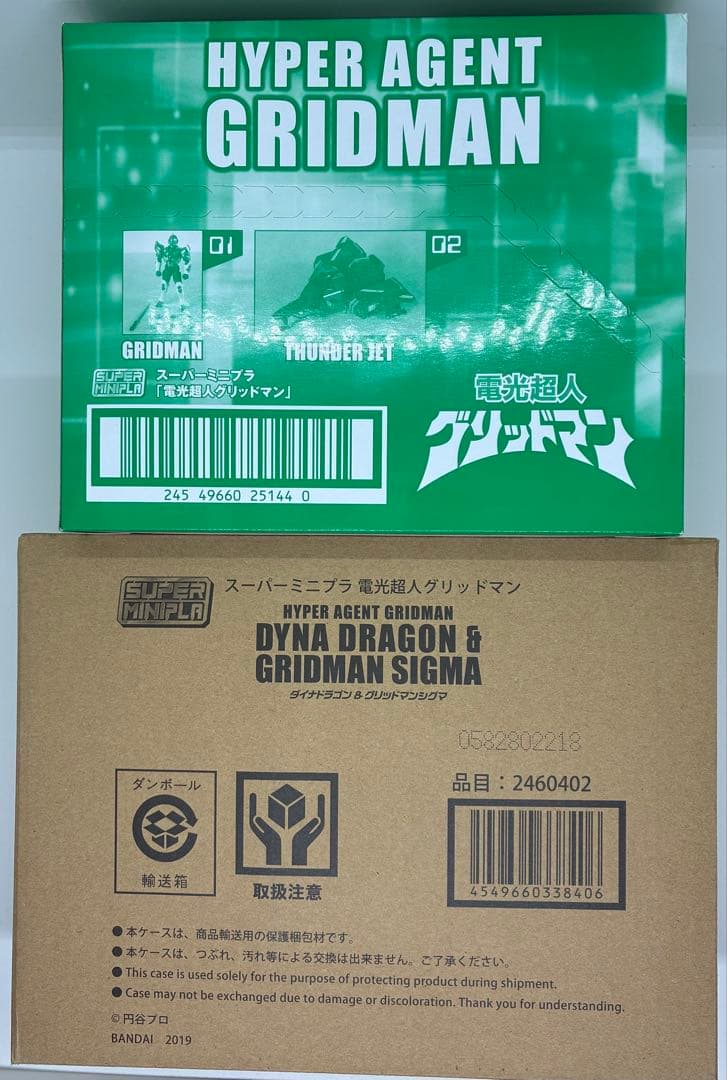 HYPER AGENT
GRIDMAN
01
02
GRIDMAN
THUNDER JET
SUPER
MINIPLA
スーパーミニプラ
「電光超人グリッドマン」
245 49660 25144 0
電光超人
グリッドマン
SUPER
MINIPLA
スーパーミニプラ 電光超人グリッドマン
HYPER AGENT GRIDMAN
DYNA DRAGON &
GRIDMAN SIGMA
ダイナドラゴン & グリッドマンシグマ
0582802218
ダンボール
輸送箱
取扱注意
品目：2460402
4549660338406
● 本ケースは、商品輸送用の保護梱包材です。
● 本ケースは、つぶれ、汚れ等による交換は出来ません。ご了承ください。
● This case is used solely for the purpose of protecting product during shipment.
● Case may not be exchanged due to damage or discoloration. Thank you for understanding.
© 円谷プロ
BANDAI 2019